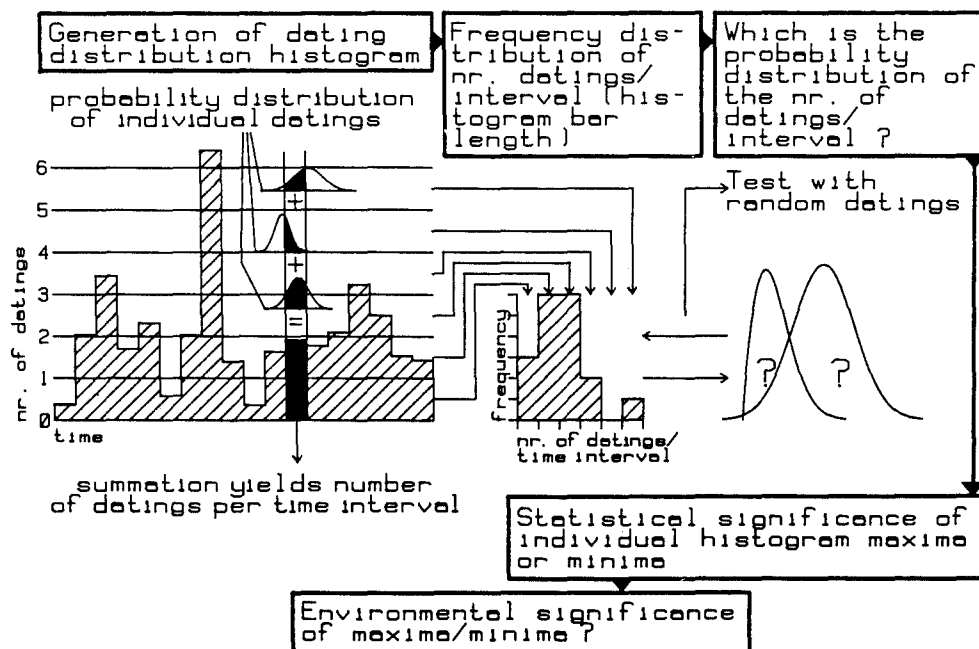 Generation of dating
distribution histogram
Frequency dis-
tribution of
nr. datings/
interval (his-
togram bar
length)
Which is the
probability
distribution of
the nr. of
datings/
interval ?
probability distribution
of individual datings
6
5
4
3
2
1
0
nr. of datings
time
+
+
=
summation yields number
of datings per time interval
frequency
nr. of datings/
time interval
Test with
random datings
?
?
Statistical significance of
individual histogram maxima
or minima
Environmental significance
of maxima/minima ?